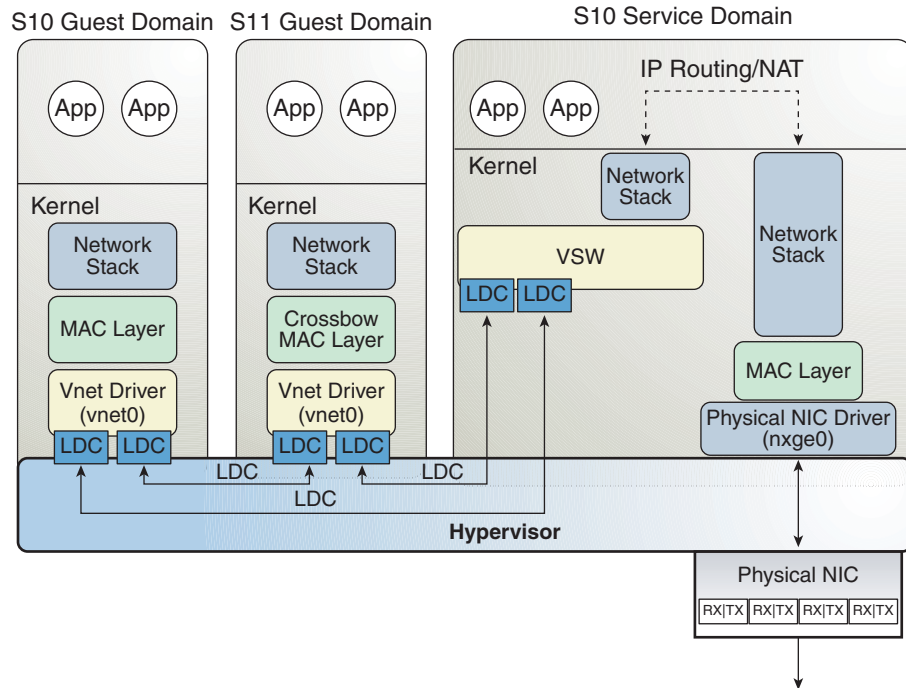 S10 Guest Domain
S11 Guest Domain
S10 Service Domain
App
App
App
App
App
App
IP Routing/NAT
Kernel
Kernel
Kernel
Network
Stack
Network
Stack
Network
Stack
Network
Stack
VSW
LDC
LDC
MAC Layer
Crossbow
MAC Layer
MAC Layer
Vnet Driver
(vnet0)
Vnet Driver
(vnet0)
Physical NIC Driver
(nxge0)
LDC
LDC
LDC
LDC
LDC
LDC
LDC
Hypervisor
Physical NIC
RX|TX
RX|TX
RX|TX
RX|TX